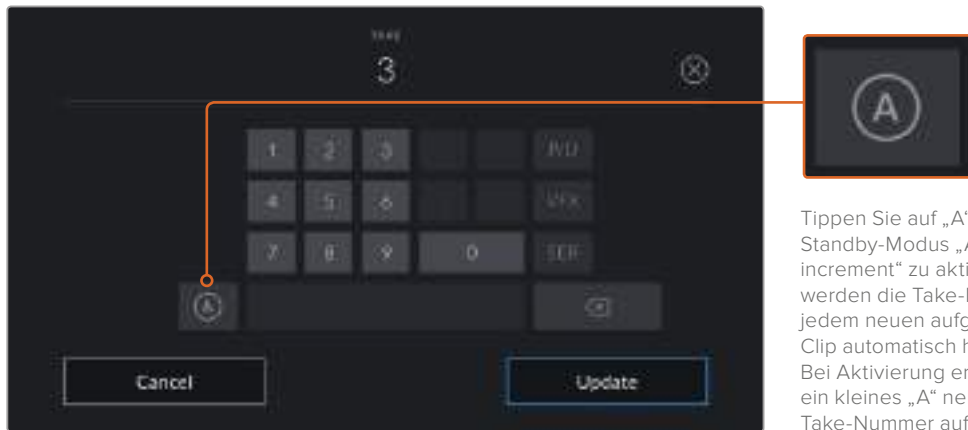 TAKE
3
1 2 3 P/U
4 5 6 VFX
7 8 9 0 SER
A
Cancel
Update
A
Tippen Sie auf „A“
Standby-Modus „A
increment“ zu akti
werden die Take-
jedem neuen aufg
Clip automatisch h
Bei Aktivierung er
ein kleines „A“ ne
Take-Nummer auf